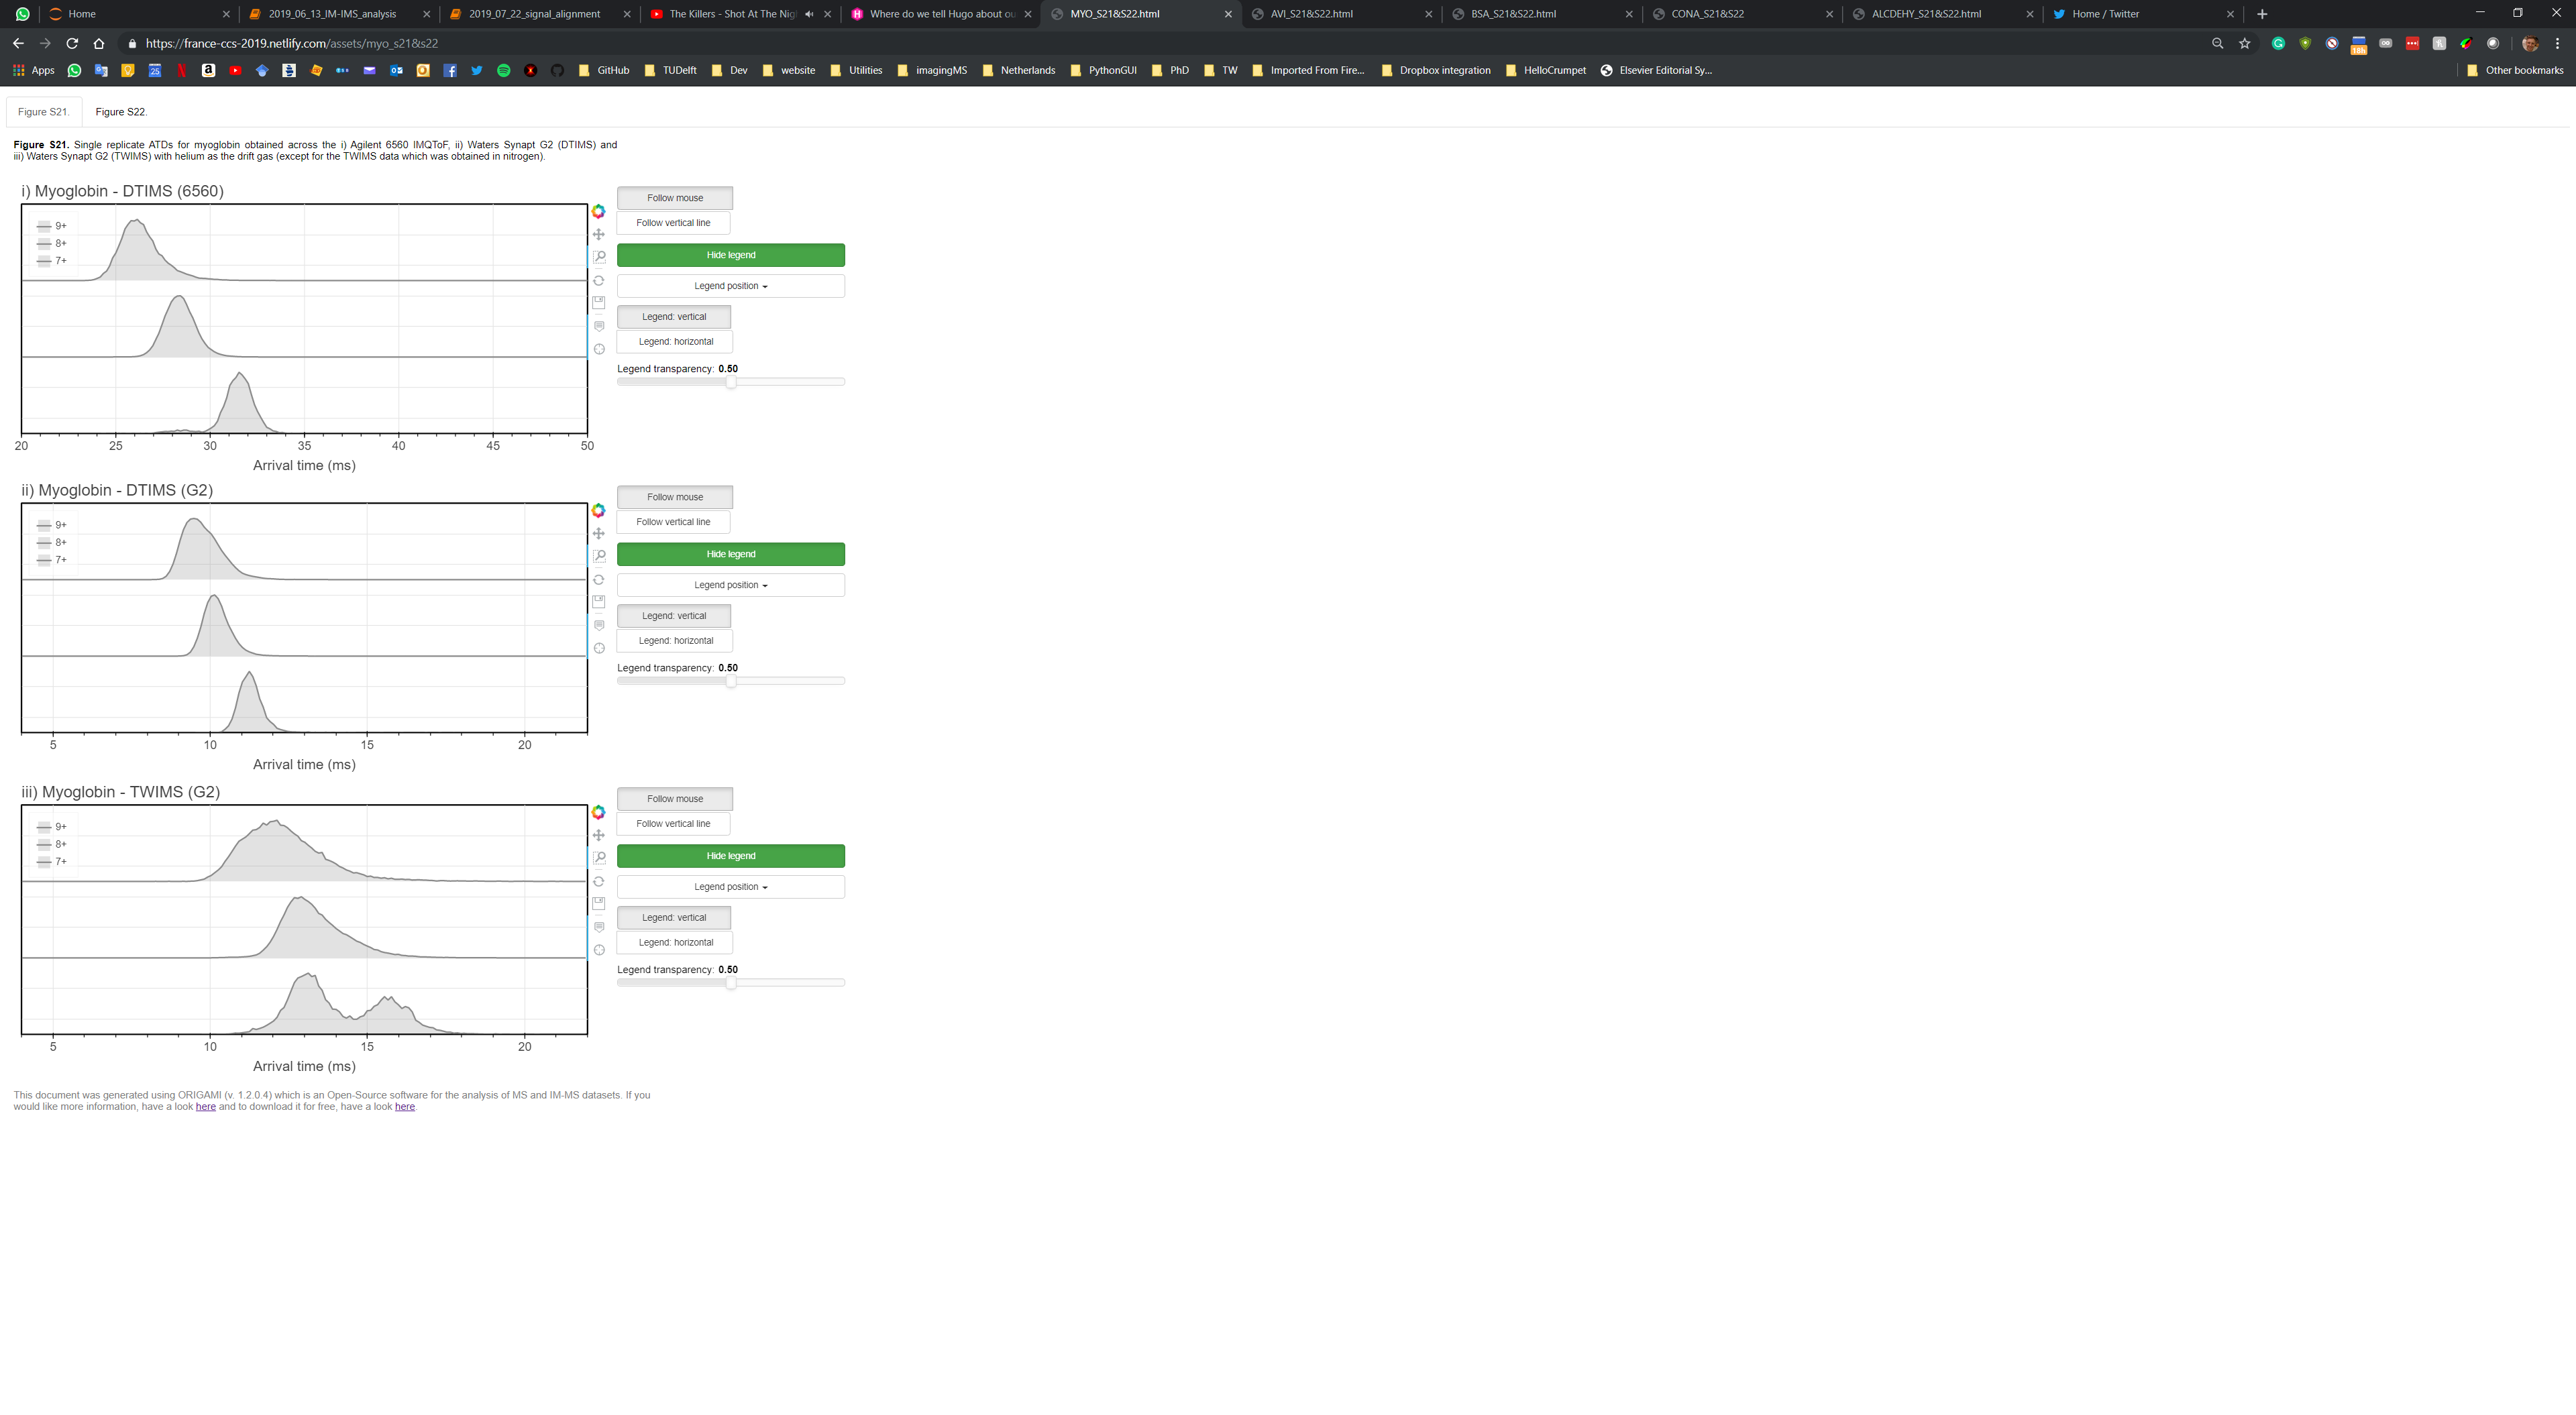 Home
2019_06_13_IM-IMS_analysis
2019_07_22_signal_alignment
The Killers - Shot At The Nig
Where do we tell Hugo about ou
MYO_S21&S22.html
AVI_S21&S22.html
BSA_S21&S22.html
CONA_S21&S22
ALCDEHY_S21&S22.html
Home / Twitter
https://france-ccs-2019.netlify.com/assets/myo_s21&s22
18h
Apps
25
GitHub
TUDelft
Dev
website
Utilities
imagingMS
Netherlands
PythonGUI
PhD
TW
Imported From Fire...
Dropbox integration
HelloCrumpet
Elsevier Editorial Sy...
Other bookmarks
Figure S21.
Figure S22.
Figure S21. Single replicate ATDs for myoglobin obtained across the i) Agilent 6560 IMQToF, ii) Waters Synapt G2 (DTIMS) and
iii) Waters Synapt G2 (TWIMS) with helium as the drift gas (except for the TWIMS data which was obtained in nitrogen).
i) Myoglobin - DTIMS (6560)
9+
8+
7+
20 25 30 35 40 45 50
Arrival time (ms)
Follow mouse
Follow vertical line
Hide legend
Legend position
Legend: vertical
Legend: horizontal
Legend transparency: 0.50
ii) Myoglobin - DTIMS (G2)
9+
8+
7+
5 10 15 20
Arrival time (ms)
Follow mouse
Follow vertical line
Hide legend
Legend position
Legend: vertical
Legend: horizontal
Legend transparency: 0.50
iii) Myoglobin - TWIMS (G2)
9+
8+
7+
5 10 15 20
Arrival time (ms)
Follow mouse
Follow vertical line
Hide legend
Legend position
Legend: vertical
Legend: horizontal
Legend transparency: 0.50
This document was generated using ORIGAMI (v. 1.2.0.4) which is an Open-Source software for the analysis of MS and IM-MS datasets. If you
would like more information, have a look here and to download it for free, have a look here.